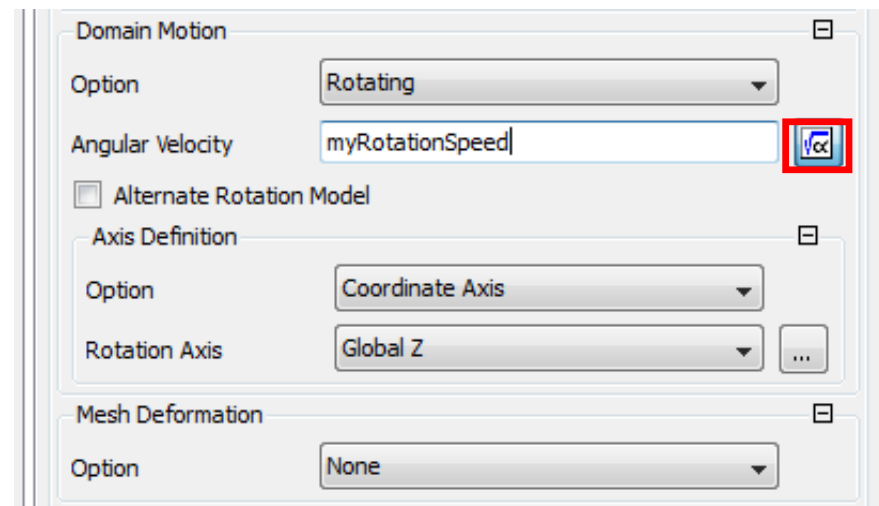 Domain Motion
Option Rotating
Angular Velocity myRotationSpeed √α
Alternate Rotation Model
Axis Definition
Option Coordinate Axis
Rotation Axis Global Z ...
Mesh Deformation
Option None